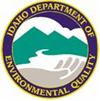 IDAHO DEPARTMENT OF
ENVIRONMENTAL QUALITY